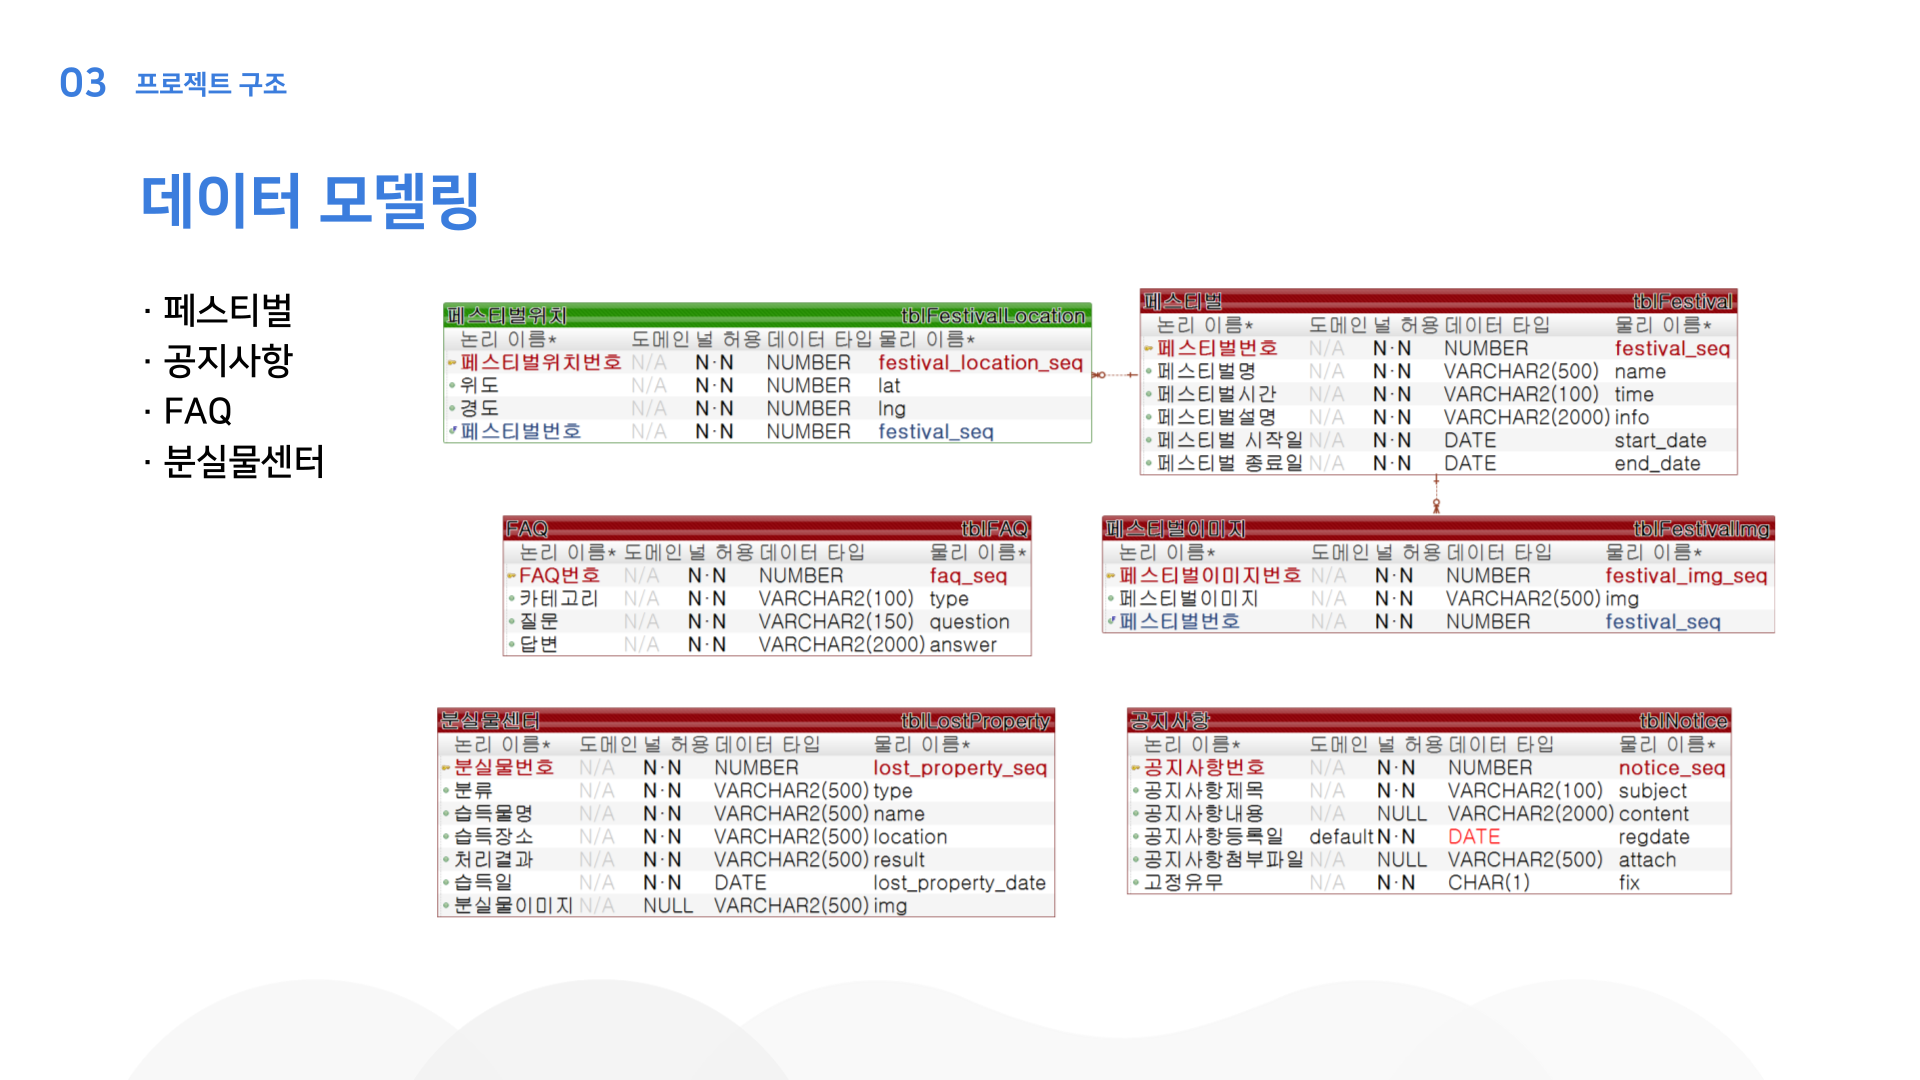 03 프로젝트 구조
데이터 모델링
· 페스티벌
· 공지사항
· FAQ
· 분실물센터
페스티벌위치 tblFestivalLocation
논리 이름* 도메인 널 허용 데이터 타입 물리 이름*
페스티벌위치번호 N/A N·N NUMBER festival_location_seq
위도 N/A N·N NUMBER lat
경도 N/A N·N NUMBER lng
페스티벌번호 N/A N·N NUMBER festival_seq
페스티벌 tblFestival
논리 이름* 도메인 널 허용 데이터 타입 물리 이름*
페스티벌번호 N/A N·N NUMBER festival_seq
페스티벌명 N/A N·N VARCHAR2(500) name
페스티벌시간 N/A N·N VARCHAR2(100) time
페스티벌설명 N/A N·N VARCHAR2(2000) info
페스티벌 시작일 N/A N·N DATE start_date
페스티벌 종료일 N/A N·N DATE end_date
FAQ tblFAQ
논리 이름* 도메인 널 허용 데이터 타입 물리 이름*
FAQ번호 N/A N·N NUMBER faq_seq
카테고리 N/A N·N VARCHAR2(100) type
질문 N/A N·N VARCHAR2(150) question
답변 N/A N·N VARCHAR2(2000) answer
페스티벌이미지 tblFestivalImg
논리 이름* 도메인 널 허용 데이터 타입 물리 이름*
페스티벌이미지번호 N/A N·N NUMBER festival_img_seq
페스티벌이미지 N/A N·N VARCHAR2(500) img
페스티벌번호 N/A N·N NUMBER festival_seq
분실물센터 tblLostProperty
논리 이름* 도메인 널 허용 데이터 타입 물리 이름*
분실물번호 N/A N·N NUMBER lost_property_seq
분류 N/A N·N VARCHAR2(500) type
습득물명 N/A N·N VARCHAR2(500) name
습득장소 N/A N·N VARCHAR2(500) location
처리결과 N/A N·N VARCHAR2(500) result
습득일 N/A N·N DATE lost_property_date
분실물이미지 N/A NULL VARCHAR2(500) img
공지사항 tblNotice
논리 이름* 도메인 널 허용 데이터 타입 물리 이름*
공지사항번호 N/A N·N NUMBER notice_seq
공지사항제목 N/A N·N VARCHAR2(100) subject
공지사항내용 N/A NULL VARCHAR2(2000) content
공지사항등록일 default N·N DATE regdate
공지사항첨부파일 N/A NULL VARCHAR2(500) attach
고정유무 N/A N·N CHAR(1) fix